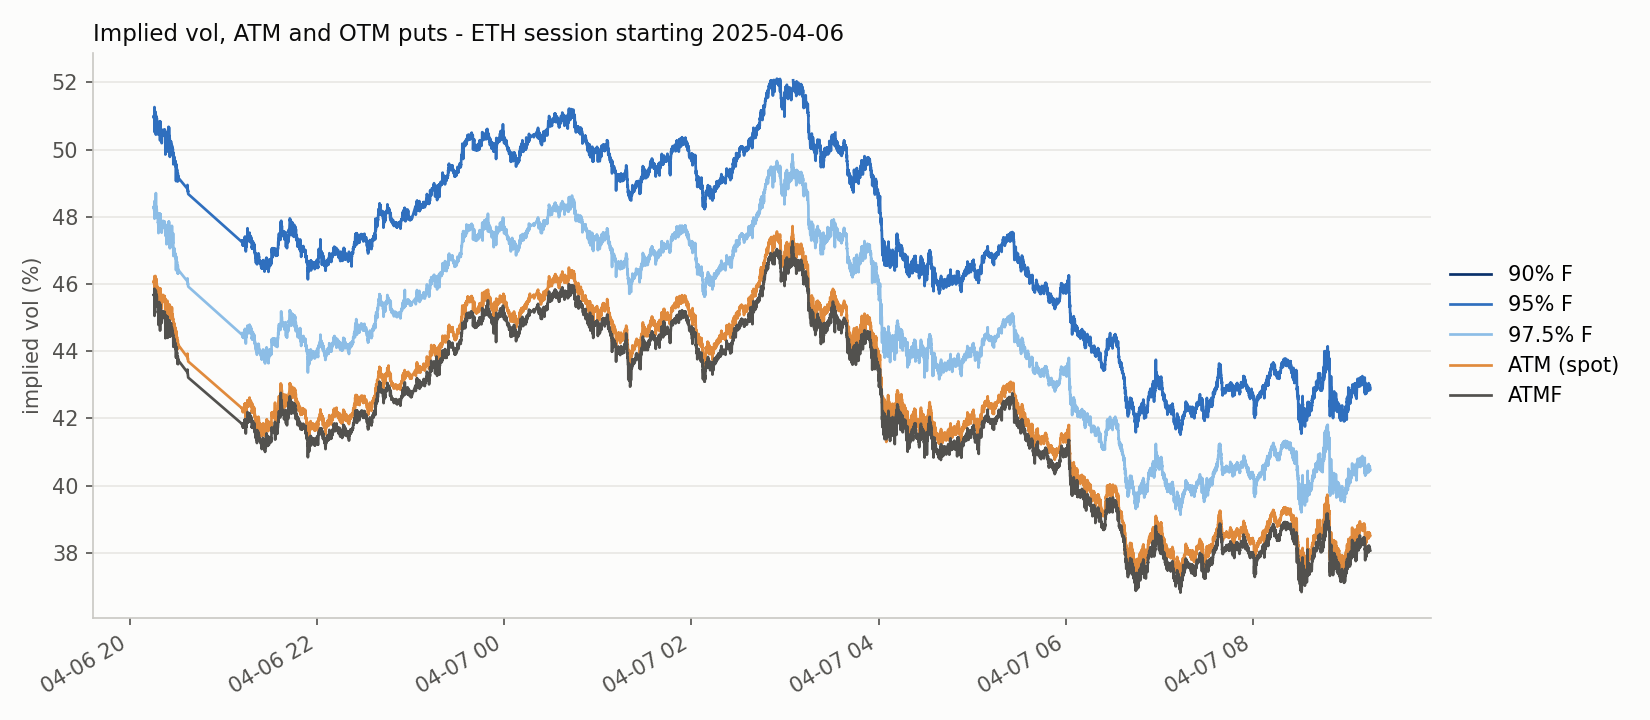 Implied vol, ATM and OTM puts - ETH session starting 2025-04-06
implied vol (%)
52
50
48
46
44
42
40
38
04-06 20
04-06 22
04-07 00
04-07 02
04-07 04
04-07 06
04-07 08
90% F
95% F
97.5% F
ATM (spot)
ATMF